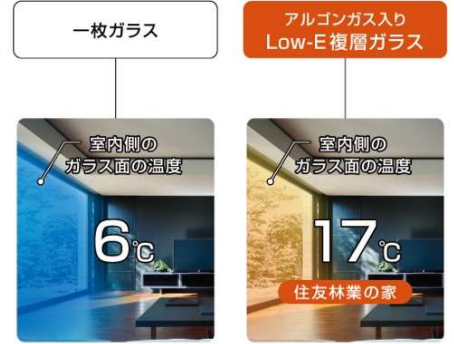 一枚ガラス
アルゴンガス入り
Low-E複層ガラス
室内側の
ガラス面の温度
6℃
室内側の
ガラス面の温度
17℃
住友林業の家